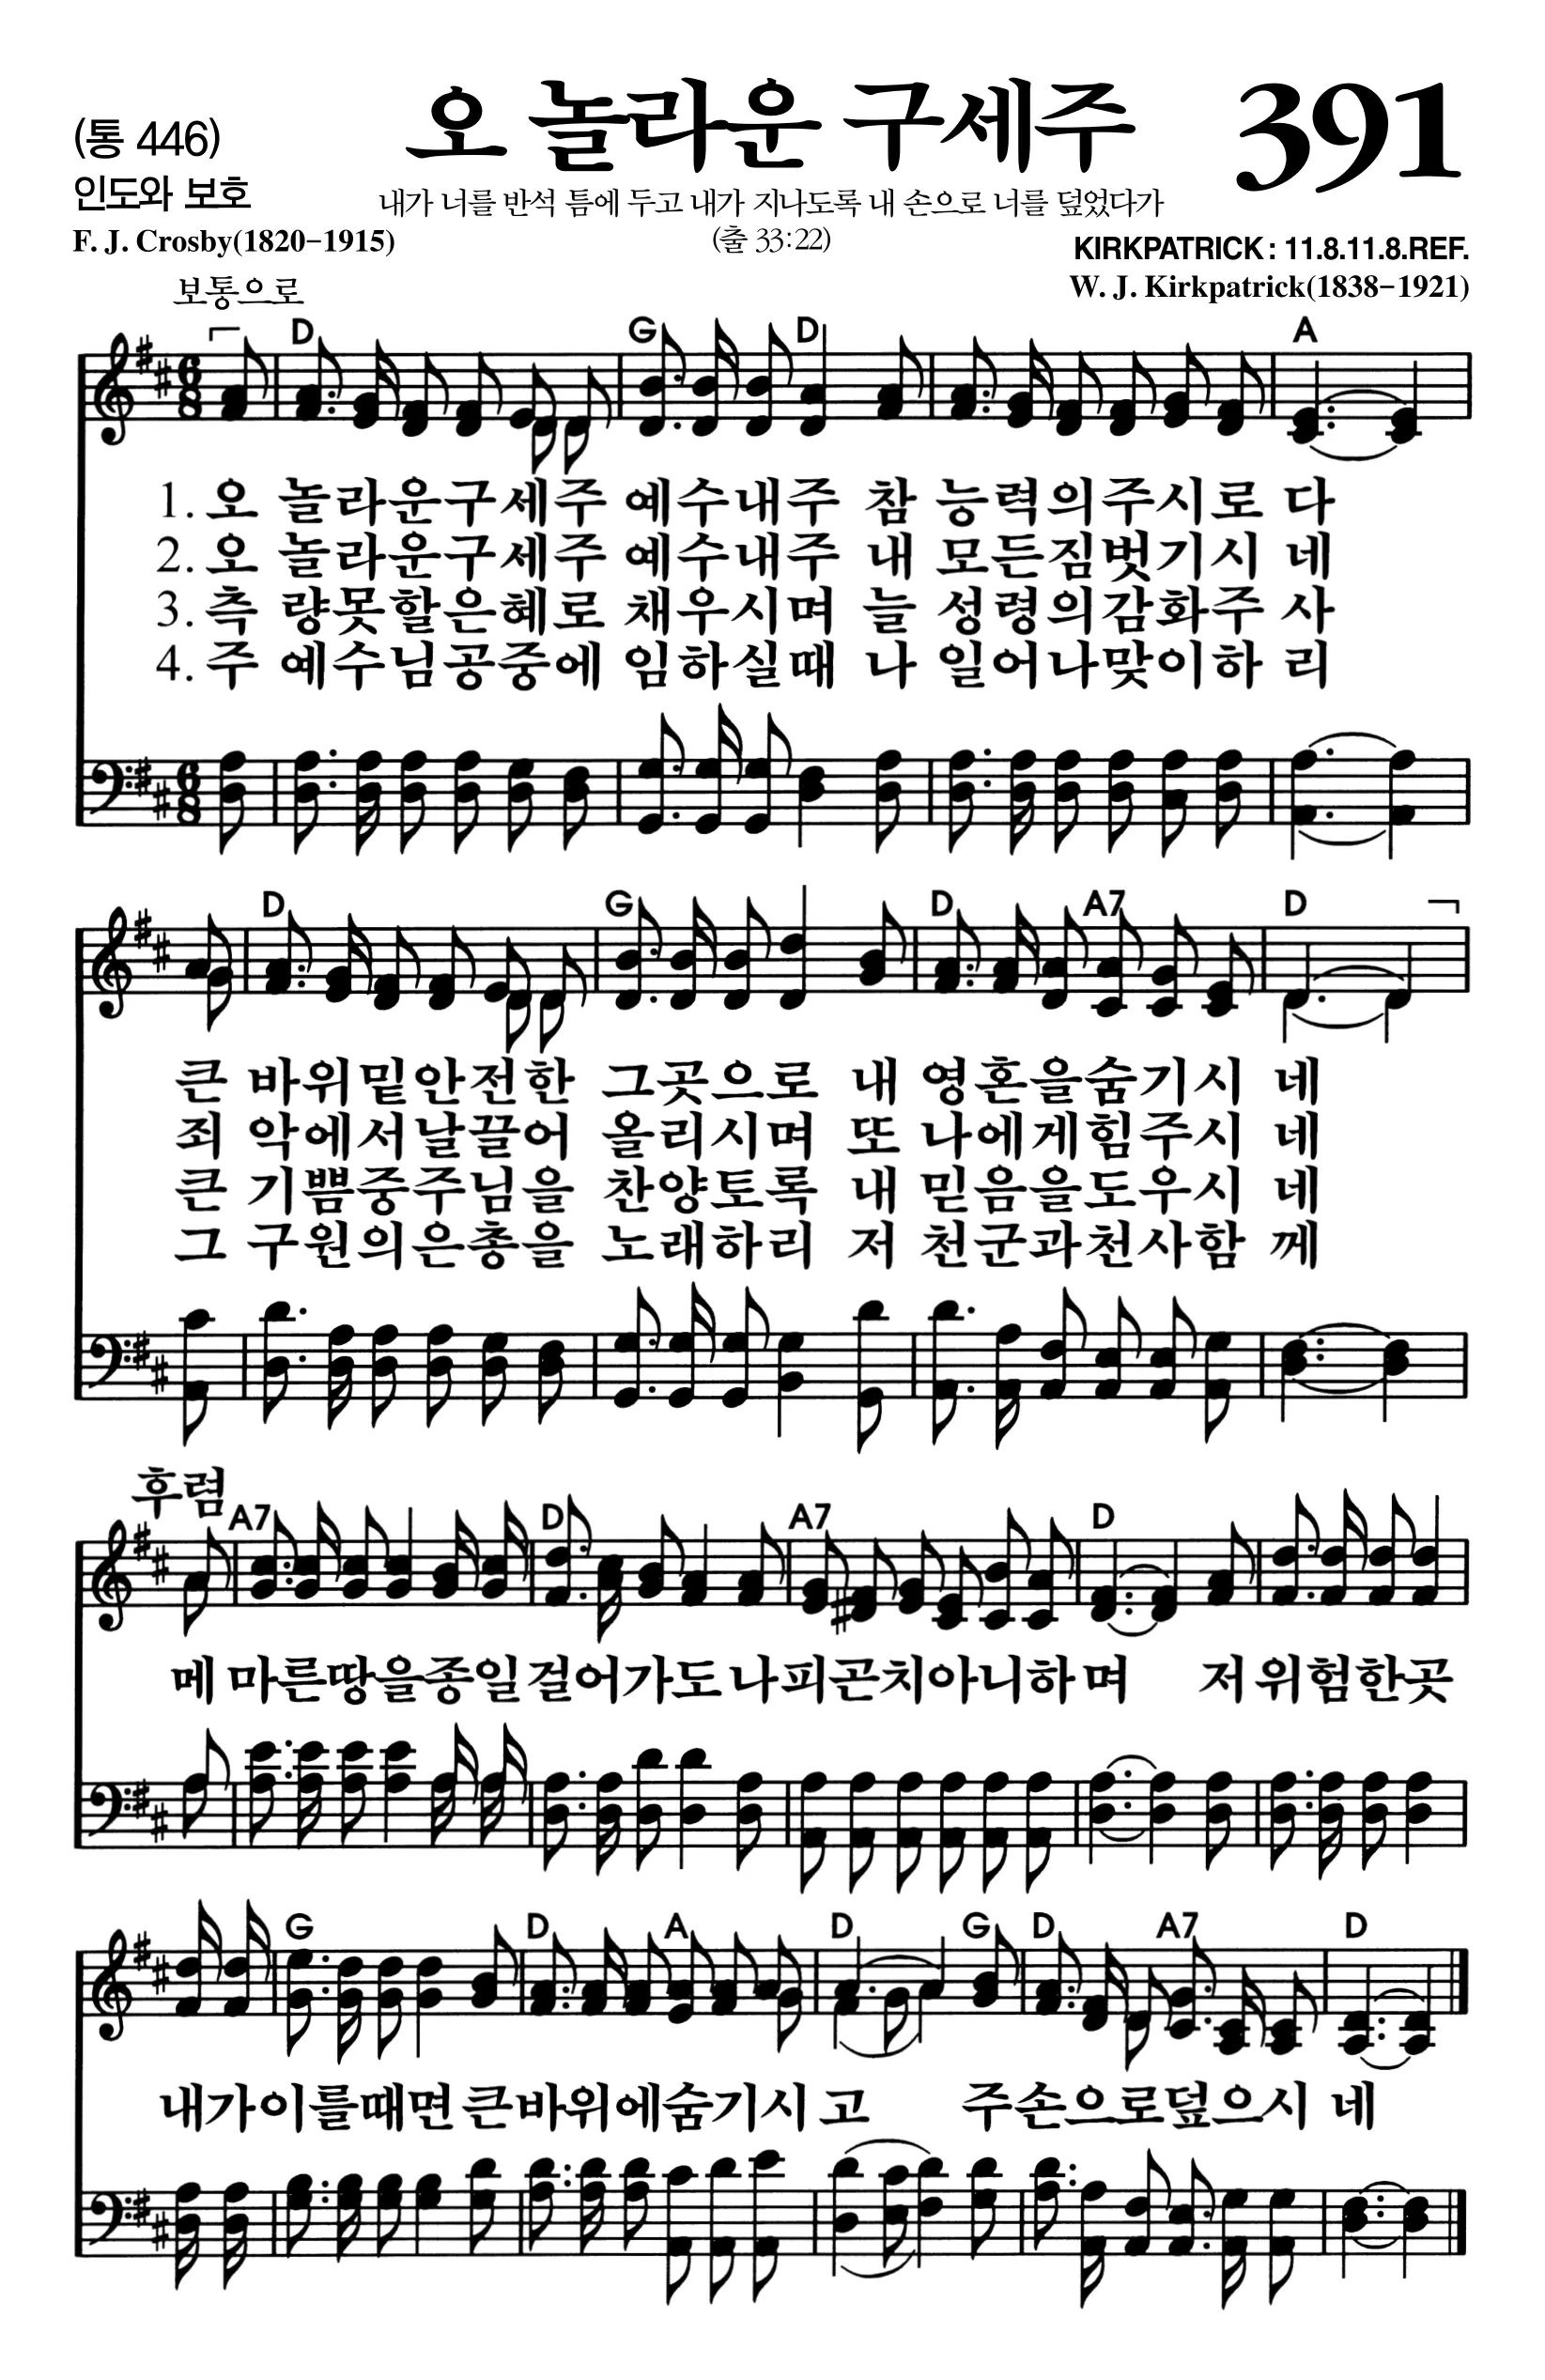 (통 446)
오 놀라운 구세주
391
인도와 보호
내가 너를 반석 틈에 두고 내가 지나도록 내 손으로 너를 덮었다가
F. J. Crosby(1820-1915)
(출 33:22)
KIRKPATRICK : 11.8.11.8.REF.
보통으로
W. J. Kirkpatrick(1838-1921)
D G D A
6 8
1. 오 놀라운구세주 예수내주 참 능력의주시로 다
2. 오 놀라운구세주 예수내주 내 모든짐벗기시 네
3. 측 량못할은혜로 채우시며 늘 성령의감화주 사
4. 주 예수님공중에 임하실때 나 일어나맞이하 리
6 8
D G D A7 D
큰 바위밑안전한 그곳으로 내 영혼을숨기시 네
죄 악에서날끌어 올리시며 또 나에게힘주시 네
큰 기쁨중주님을 찬양토록 내 믿음을도우시 네
그 구원의은총을 노래하리 저 천군과천사함 께
후렴
A7 D A7 D
메 마른땅을종일걸어가도나피곤치아니하며 저위험한곳
G D A D G D A7 D
내가이를때면큰바위에숨기시고 주손으로덮으시 네